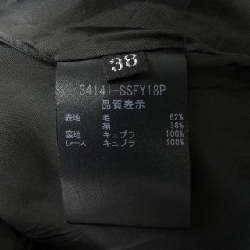 38
34141-SSFY18P
品質表示
表地 毛 62%
絹 38%
裏地 キュプラ 100%
レース キュプラ 100%